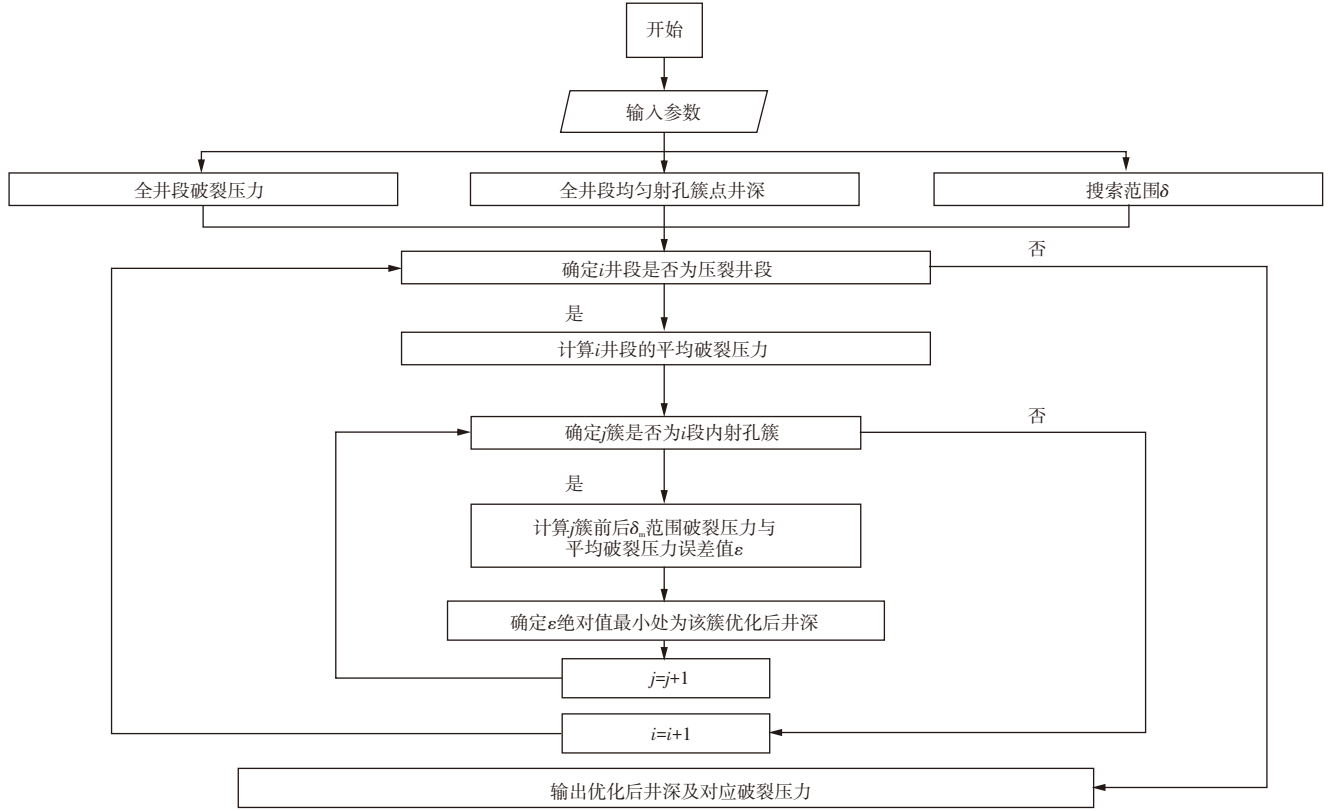 开始
输入参数
全井段破裂压力
全井段均匀射孔簇点井深
搜索范围δ
否
确定i井段是否为压裂井段
是
计算i井段的平均破裂压力
否
确定j簇是否为i段内射孔簇
是
计算j簇前后δm范围破裂压力与
平均破裂压力误差值ε
确定ε绝对值最小处为该簇优化后井深
j=j+1
i=i+1
输出优化后井深及对应破裂压力